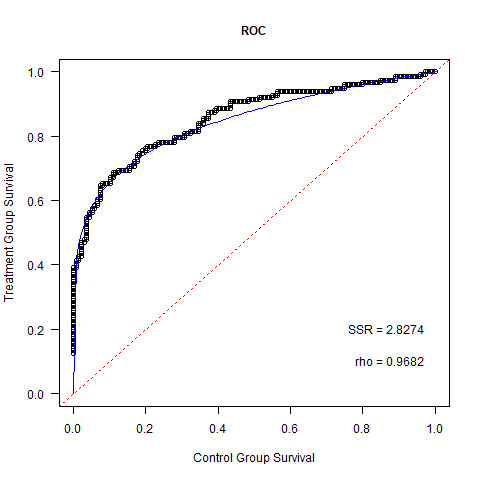 ROC
Treatment Group Survival
1.0
0.8
0.6
0.4
0.2
0.0
SSR = 2.8274
rho = 0.9682
0.0 0.2 0.4 0.6 0.8 1.0
Control Group Survival